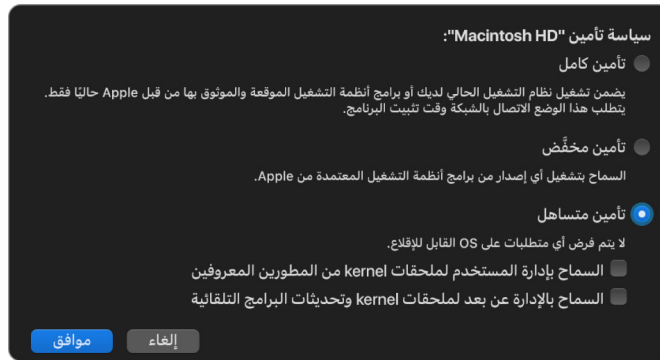 سياسة تأمين "Macintosh HD":
تأمين كامل
يضمن تشغيل نظام التشغيل الحالي لديك أو برامج أنظمة التشغيل الموقعة والموثوق بها من قبل Apple حاليًا فقط.
يتطلب هذا الوضع الاتصال بالشبكة وقت تثبيت البرنامج.
تأمين مخفَّض
السماح بتشغيل أي إصدار من برامج أنظمة التشغيل المعتمدة من Apple.
تأمين متساهل
لا يتم فرض أي متطلبات على OS القابل للإقلاع.
السماح بإدارة المستخدم لملحقات kernel من المطورين المعروفين
السماح بالإدارة عن بعد لملحقات kernel وتحديثات البرامج التلقائية
إلغاء موافق